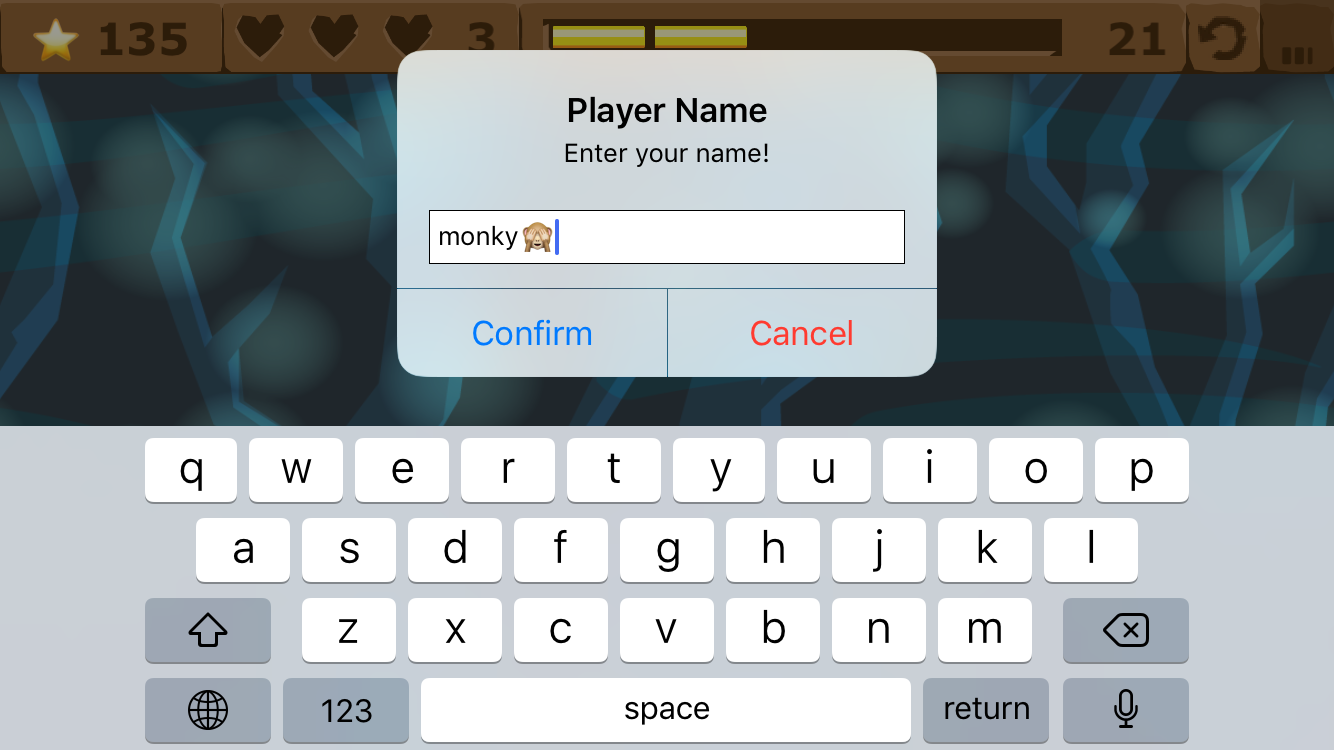 135
3
21
Player Name
Enter your name!
monky🙈
Confirm
Cancel
q w e r t y u i o p
a s d f g h j k l
z x c v b n m
123 space return